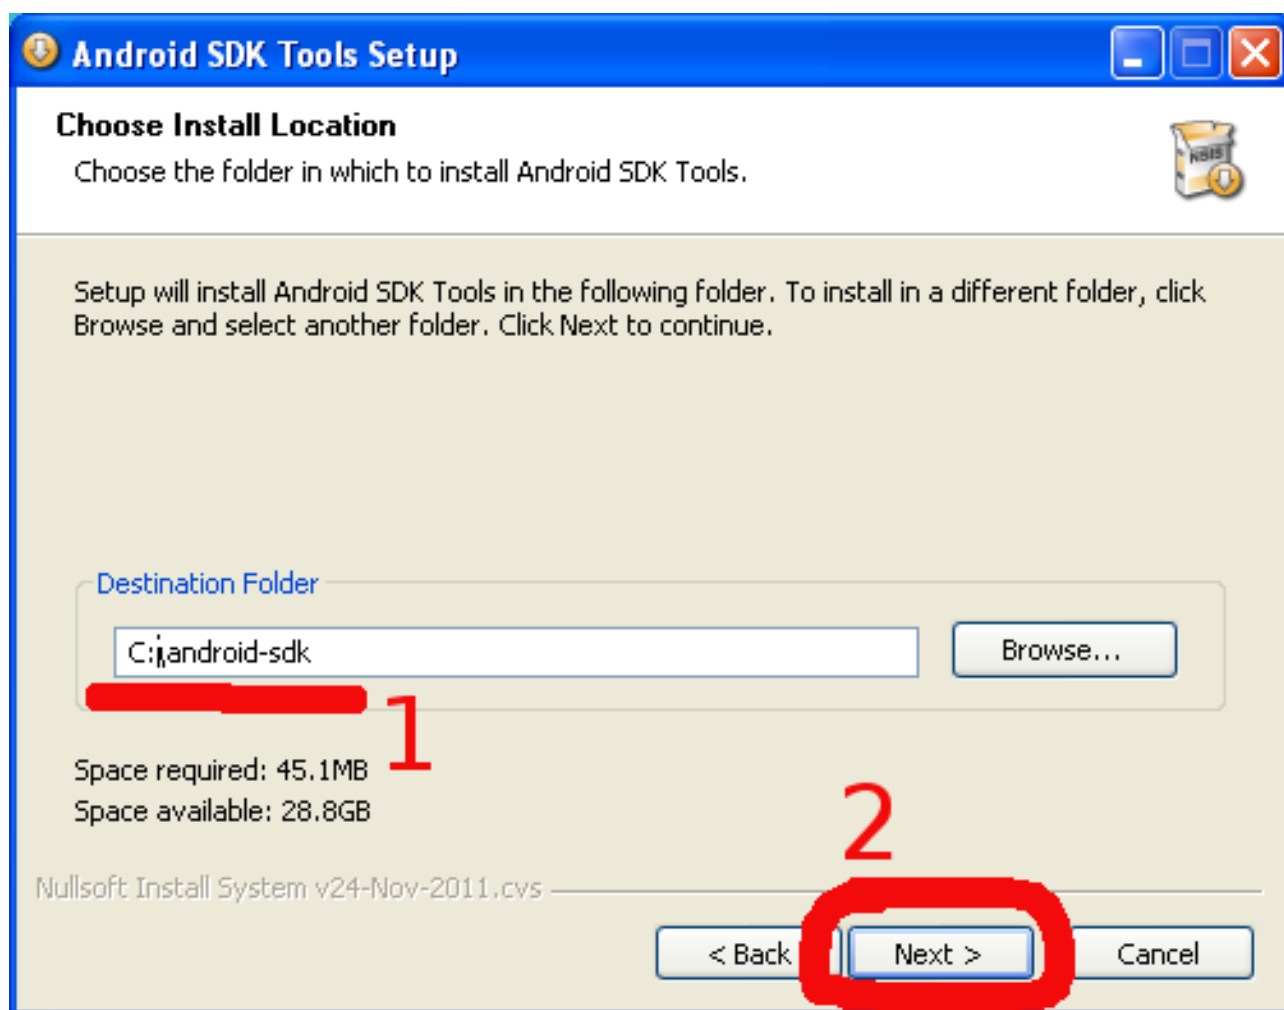 Android SDK Tools Setup
Choose Install Location
Choose the folder in which to install Android SDK Tools.
NSIS
Setup will install Android SDK Tools in the following folder. To install in a different folder, click
Browse and select another folder. Click Next to continue.
Destination Folder
C:\android-sdk
Browse...
1
Space required: 45.1MB
Space available: 28.8GB
2
Nullsoft Install System v24-Nov-2011.cvs
< Back
Next >
Cancel